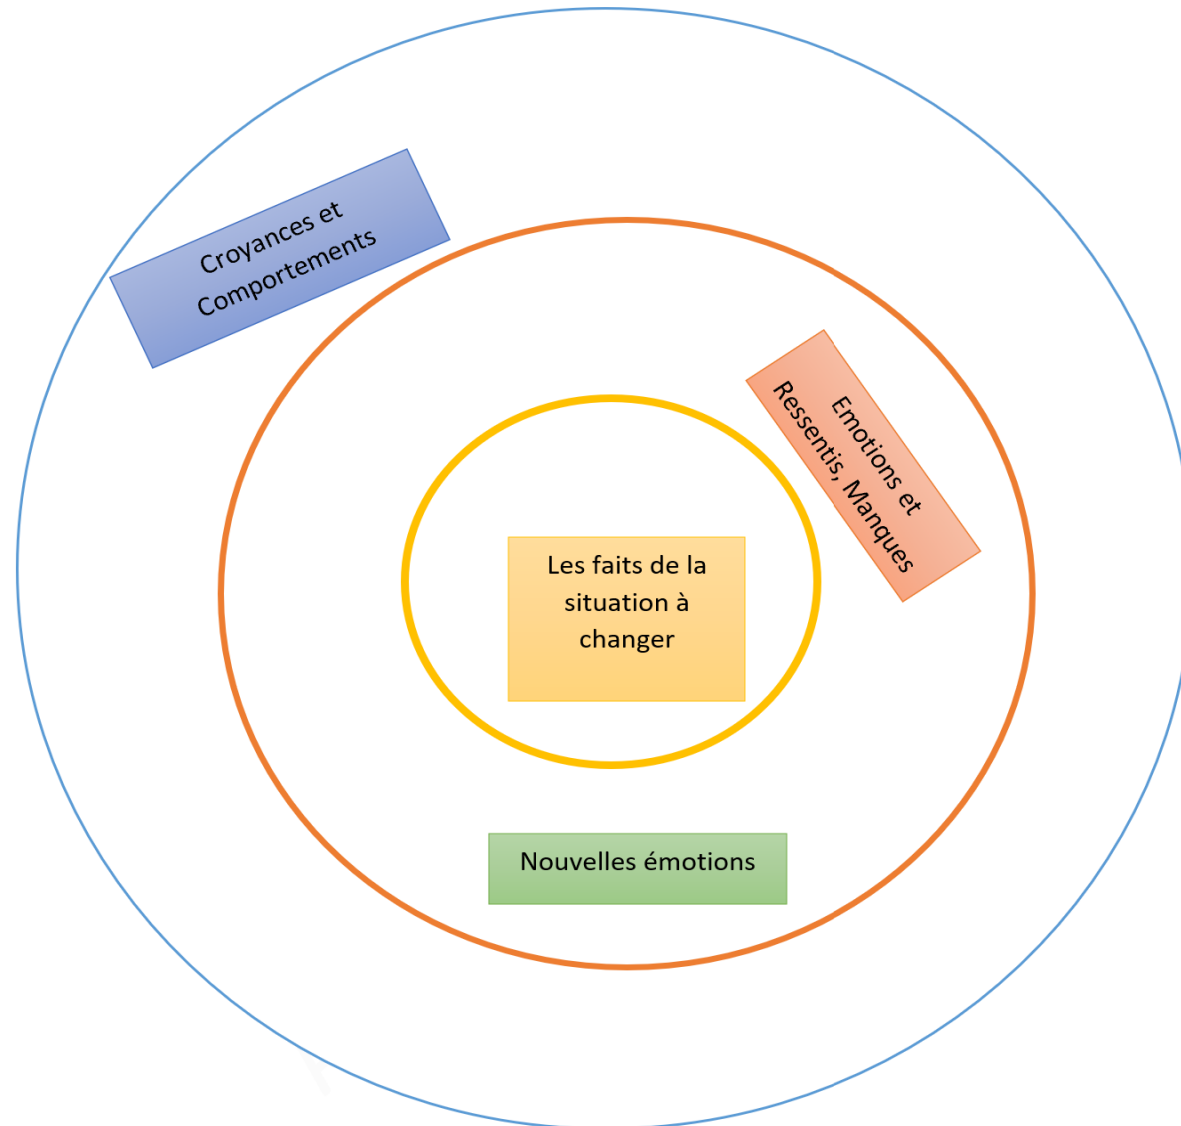 Croyances et
Comportements
Emotions et
Ressentis, Manques
Les faits de la
situation à
changer
Nouvelles émotions